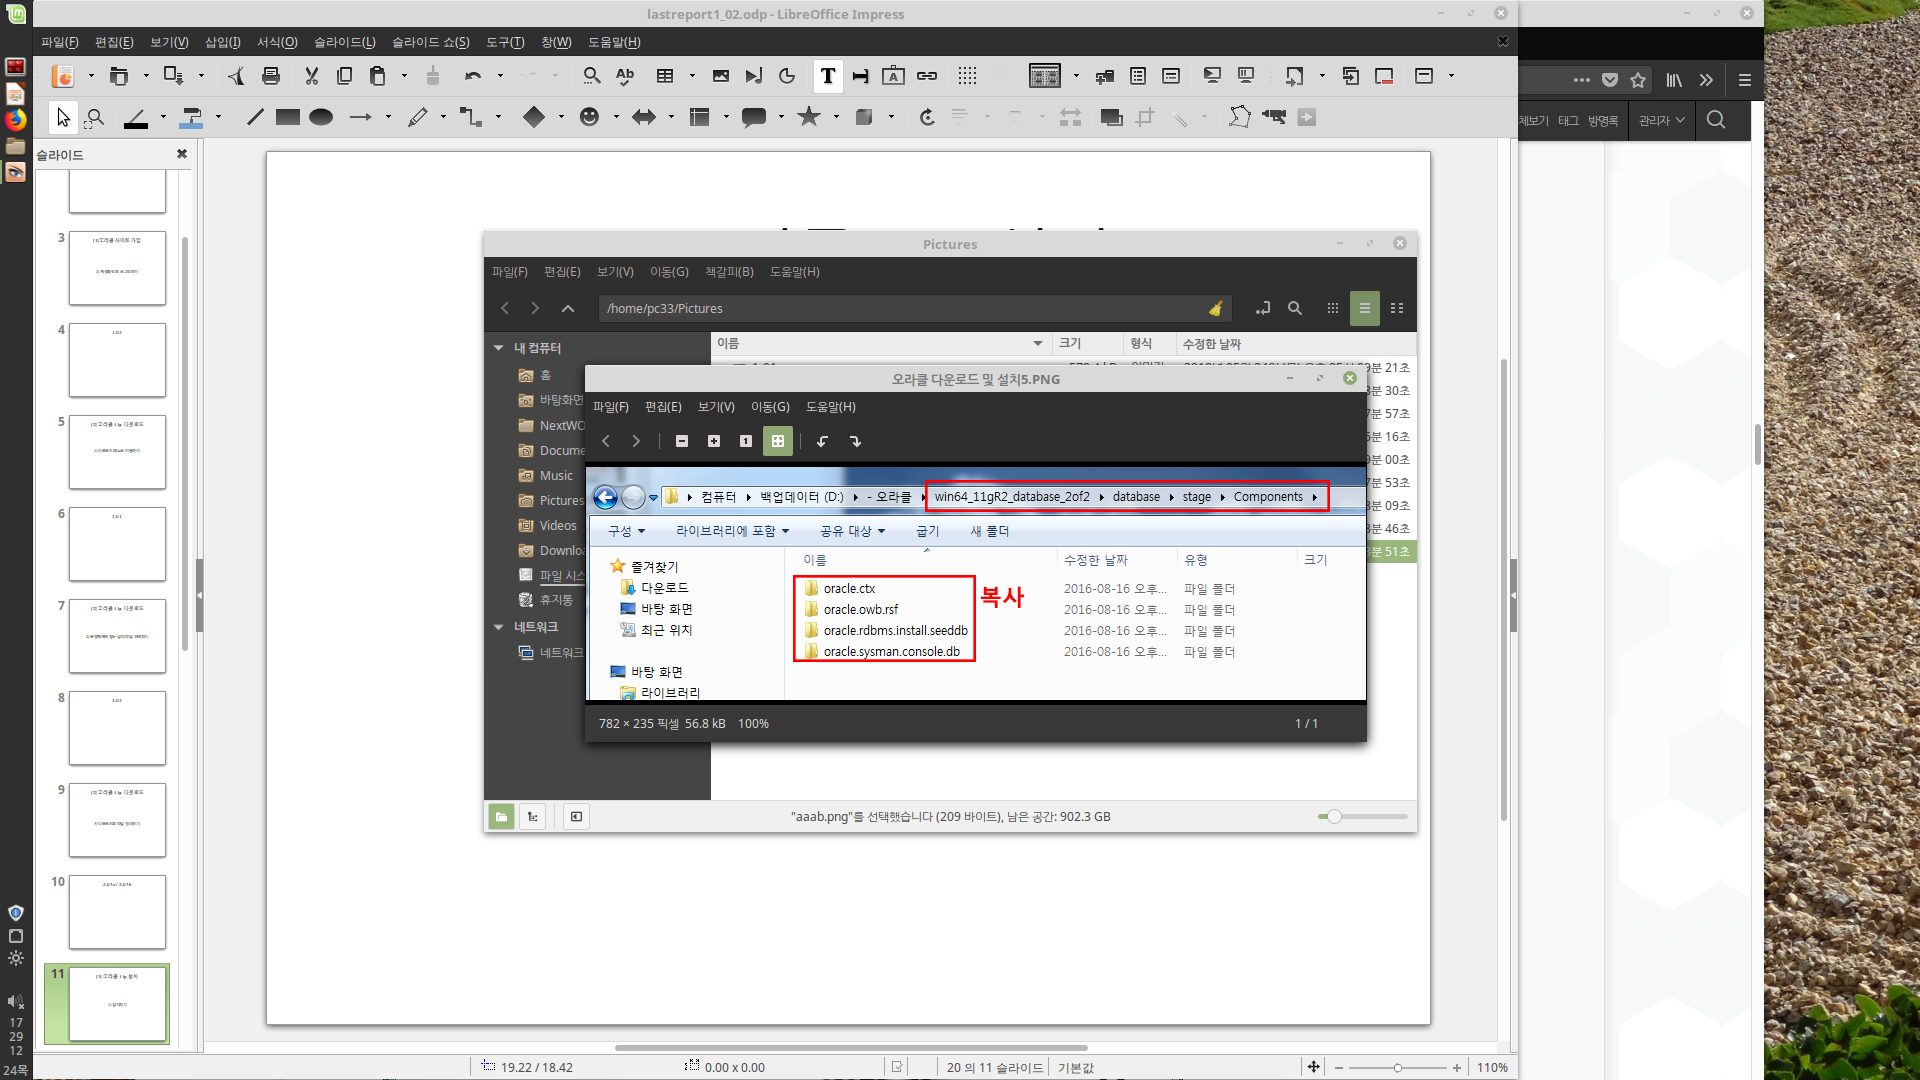 lastreport1_02.odp - LibreOffice Impress
파일(F) 편집(E) 보기(V) 삽입(I) 서식(O) 슬라이드(L) 슬라이드 쇼(S) 도구(T) 창(W) 도움말(H)
태그 방명록 관리자
슬라이드
3
4
5
6
7
8
9
10
11
Pictures
파일(F) 편집(E) 보기(V) 이동(G) 책갈피(B) 도움말(H)
/home/pc33/Pictures
내 컴퓨터
홈
바탕화면
NextWO
Docume
Music
Pictures
Videos
Downloa
파일 시스
휴지통
네트워크
네트워크
이름 크기 형식 수정한 날짜
분 21초
분 30초
분 57초
분 16초
분 00초
분 53초
분 09초
분 46초
분 51초
오라클 다운로드 및 설치5.PNG
파일(F) 편집(E) 보기(V) 이동(G) 도움말(H)
컴퓨터 백업데이터 (D:) - 오라클 win64_11gR2_database_2of2 database stage Components
구성 라이브러리에 포함 공유 대상 굽기 새 폴더
즐겨찾기
다운로드
바탕 화면
최근 위치
바탕 화면
라이브러리
이름 수정한 날짜 유형 크기
oracle.ctx 2016-08-16 오후... 파일 폴더
oracle.owb.rsf 2016-08-16 오후... 파일 폴더
oracle.rdbms.install.seeddb 2016-08-16 오후... 파일 폴더
oracle.sysman.console.db 2016-08-16 오후... 파일 폴더
복사
782 × 235 픽셀 56.8 kB 100% 1 / 1
"aaab.png"를 선택했습니다 (209 바이트), 남은 공간: 902.3 GB
17
29
12
24목
19.22 / 18.42 0.00 x 0.00 20 의 11 슬라이드 기본값 110%